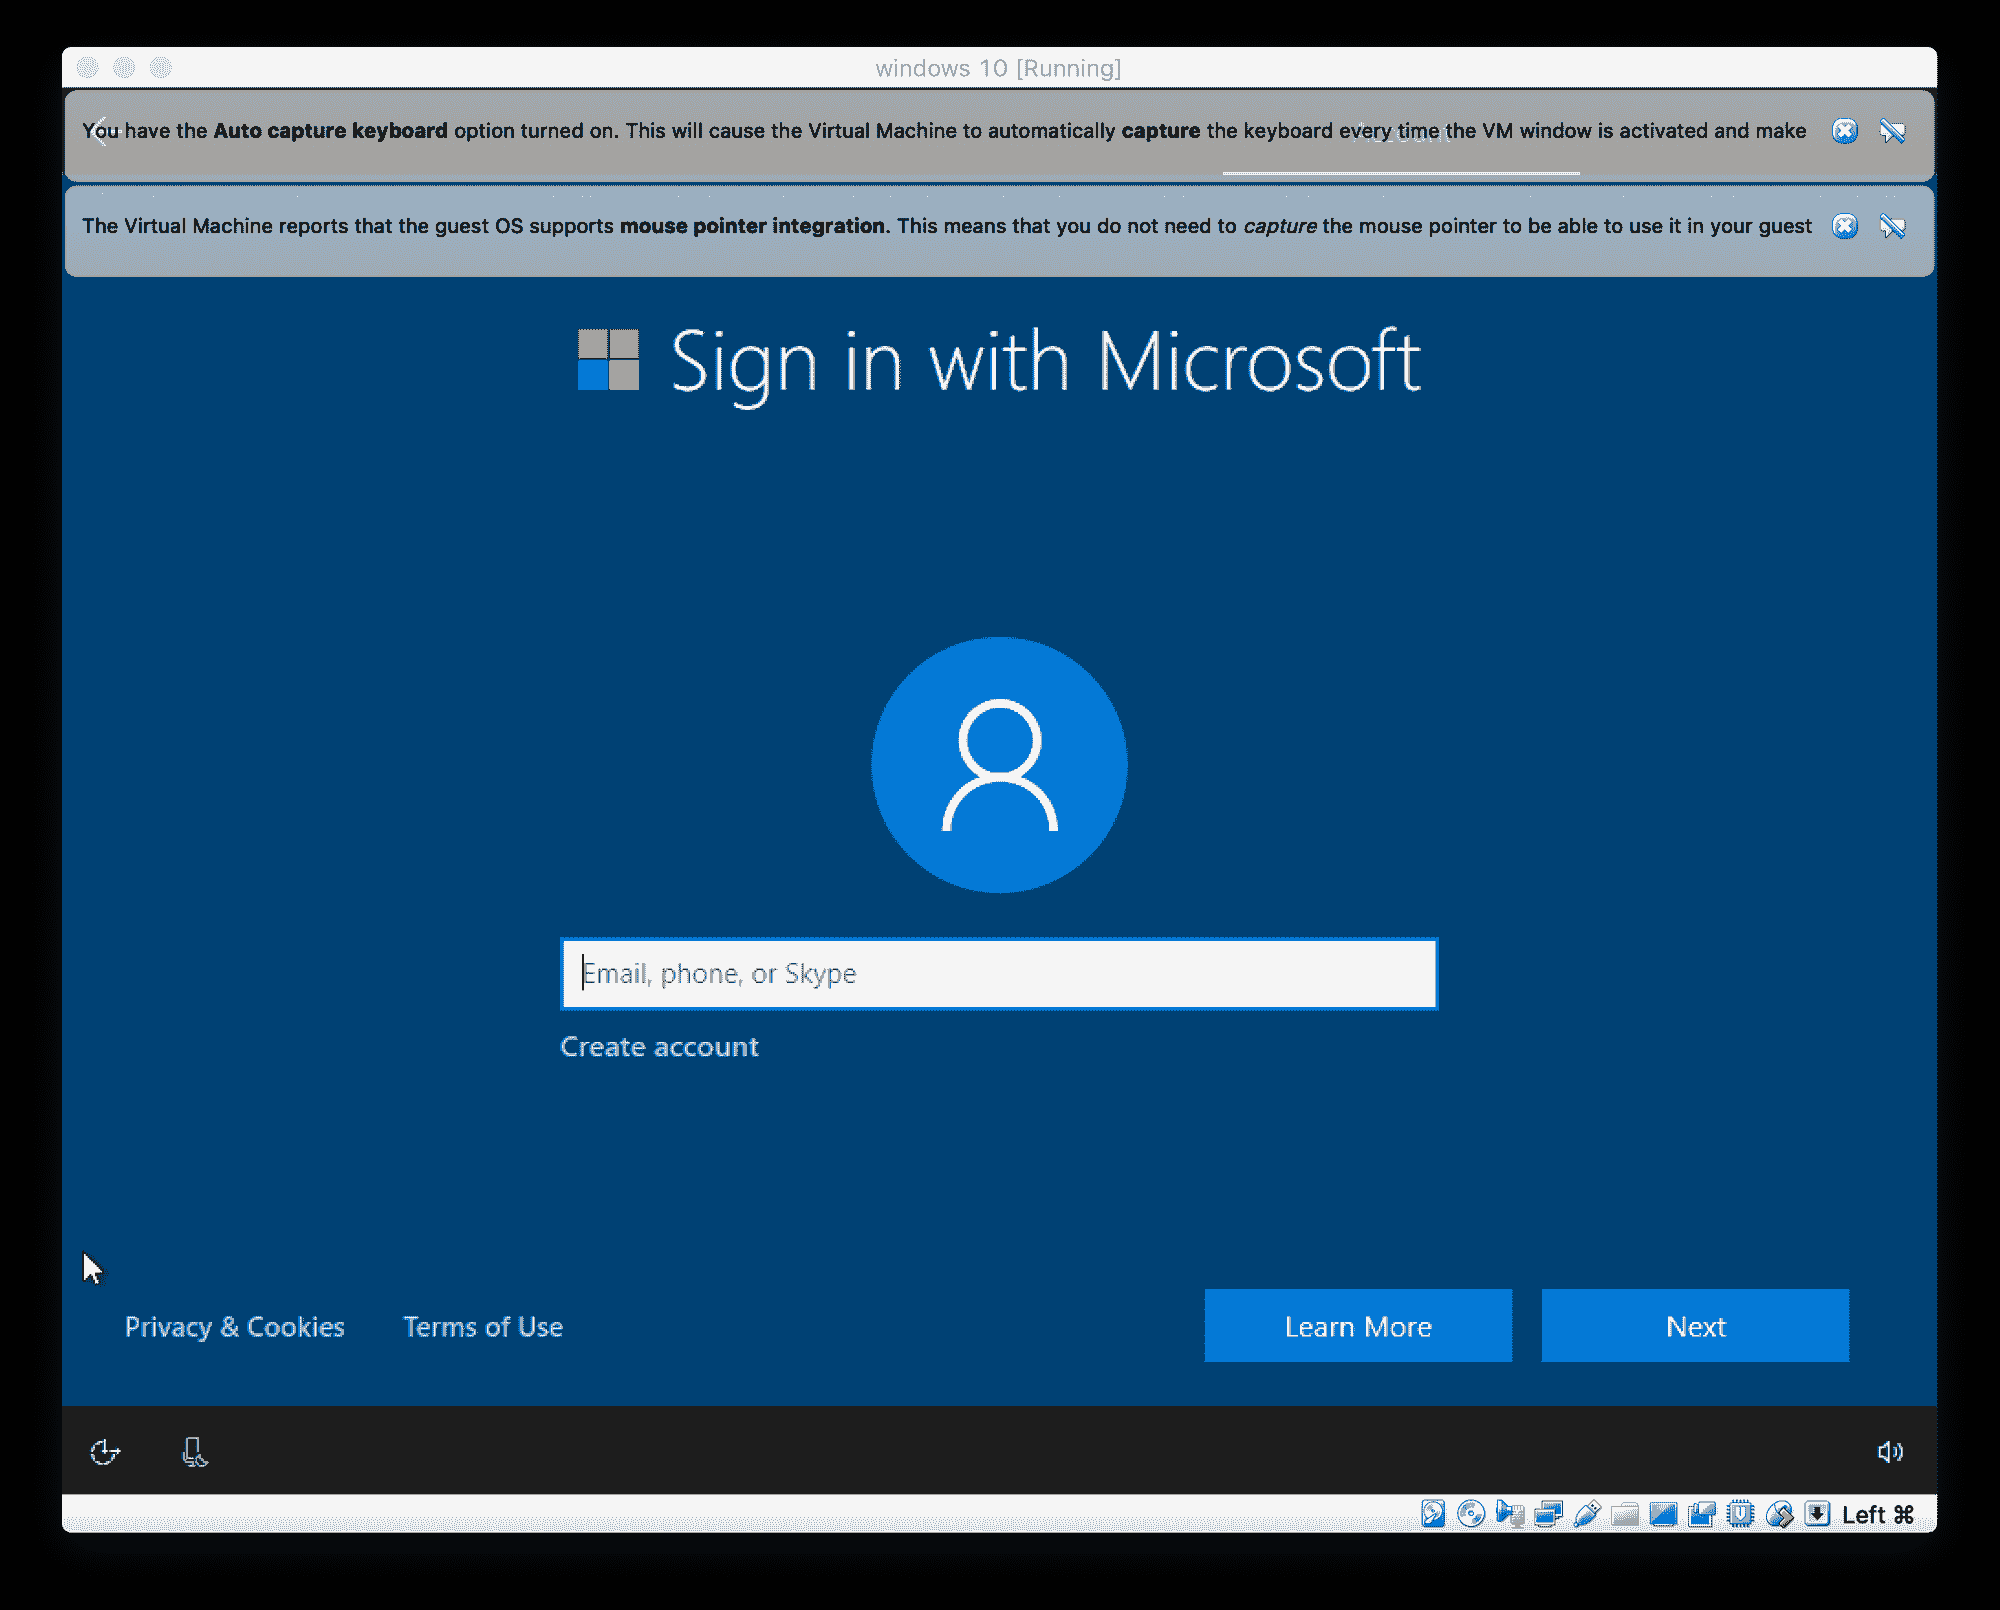 windows 10 [Running]
You have the Auto capture keyboard option turned on. This will cause the Virtual Machine to automatically capture the keyboard every time the VM window is activated and make
Account
The Virtual Machine reports that the guest OS supports mouse pointer integration. This means that you do not need to capture the mouse pointer to be able to use it in your guest
Sign in with Microsoft
Email, phone, or Skype
Create account
Privacy & Cookies
Terms of Use
Learn More
Next
Left ⌘